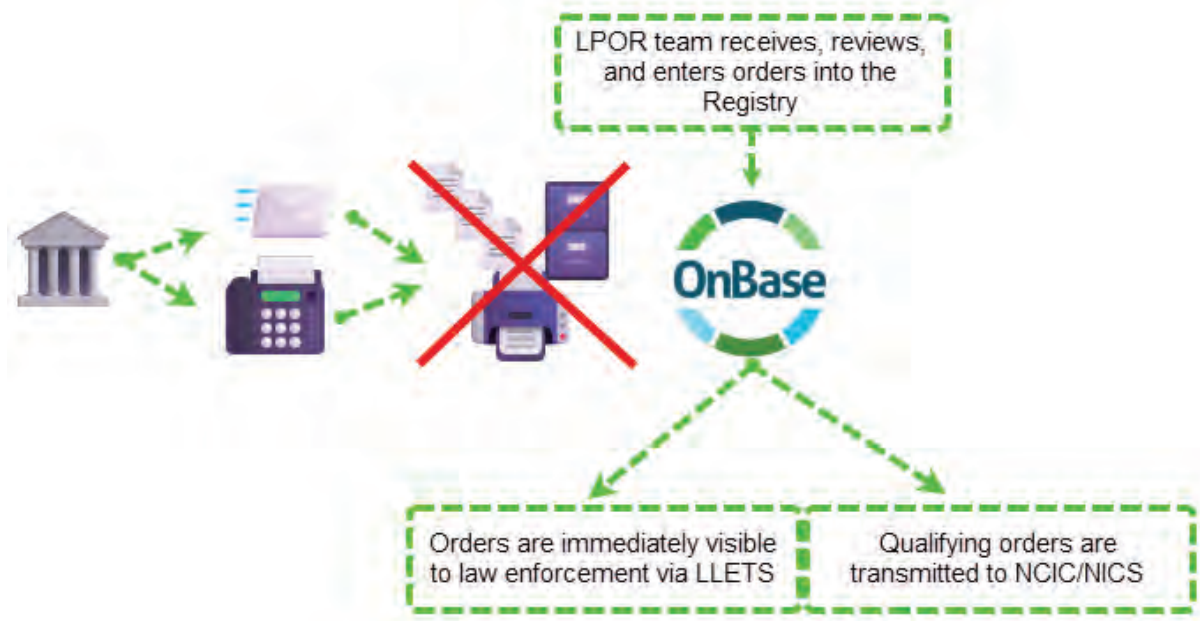 LPOR team receives, reviews,
and enters orders into the
Registry
OnBase
Orders are immediately visible
to law enforcement via LLETS
Qualifying orders are
transmitted to NCIC/NICS